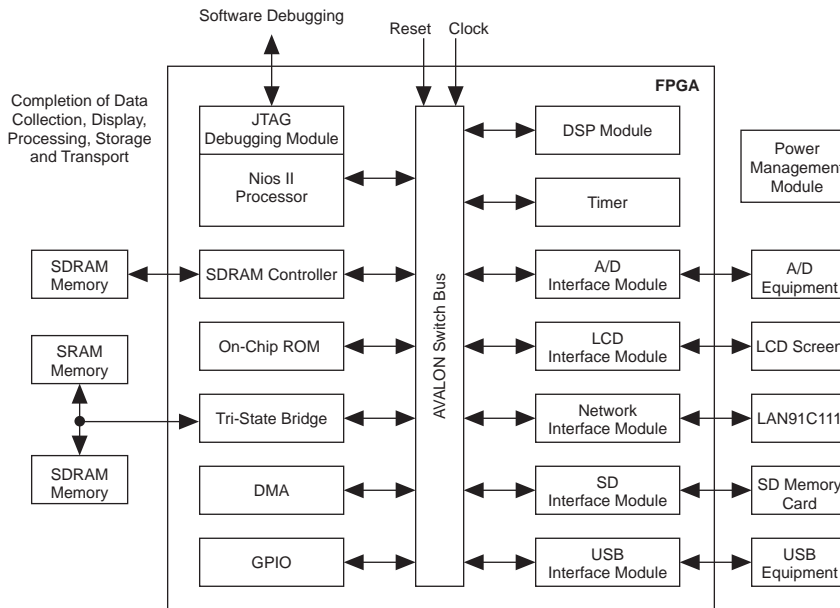 Software Debugging
Reset
Clock
FPGA
Completion of Data
Collection, Display,
Processing, Storage
and Transport
JTAG
Debugging Module
Nios II
Processor
SDRAM
Memory
SDRAM Controller
SRAM
Memory
On-Chip ROM
Tri-State Bridge
SDRAM
Memory
DMA
GPIO
AVALON Switch Bus
DSP Module
Timer
A/D
Interface Module
LCD
Interface Module
Network
Interface Module
SD
Interface Module
USB
Interface Module
Power
Management
Module
A/D
Equipment
LCD Screen
LAN91C111
SD Memory
Card
USB
Equipment